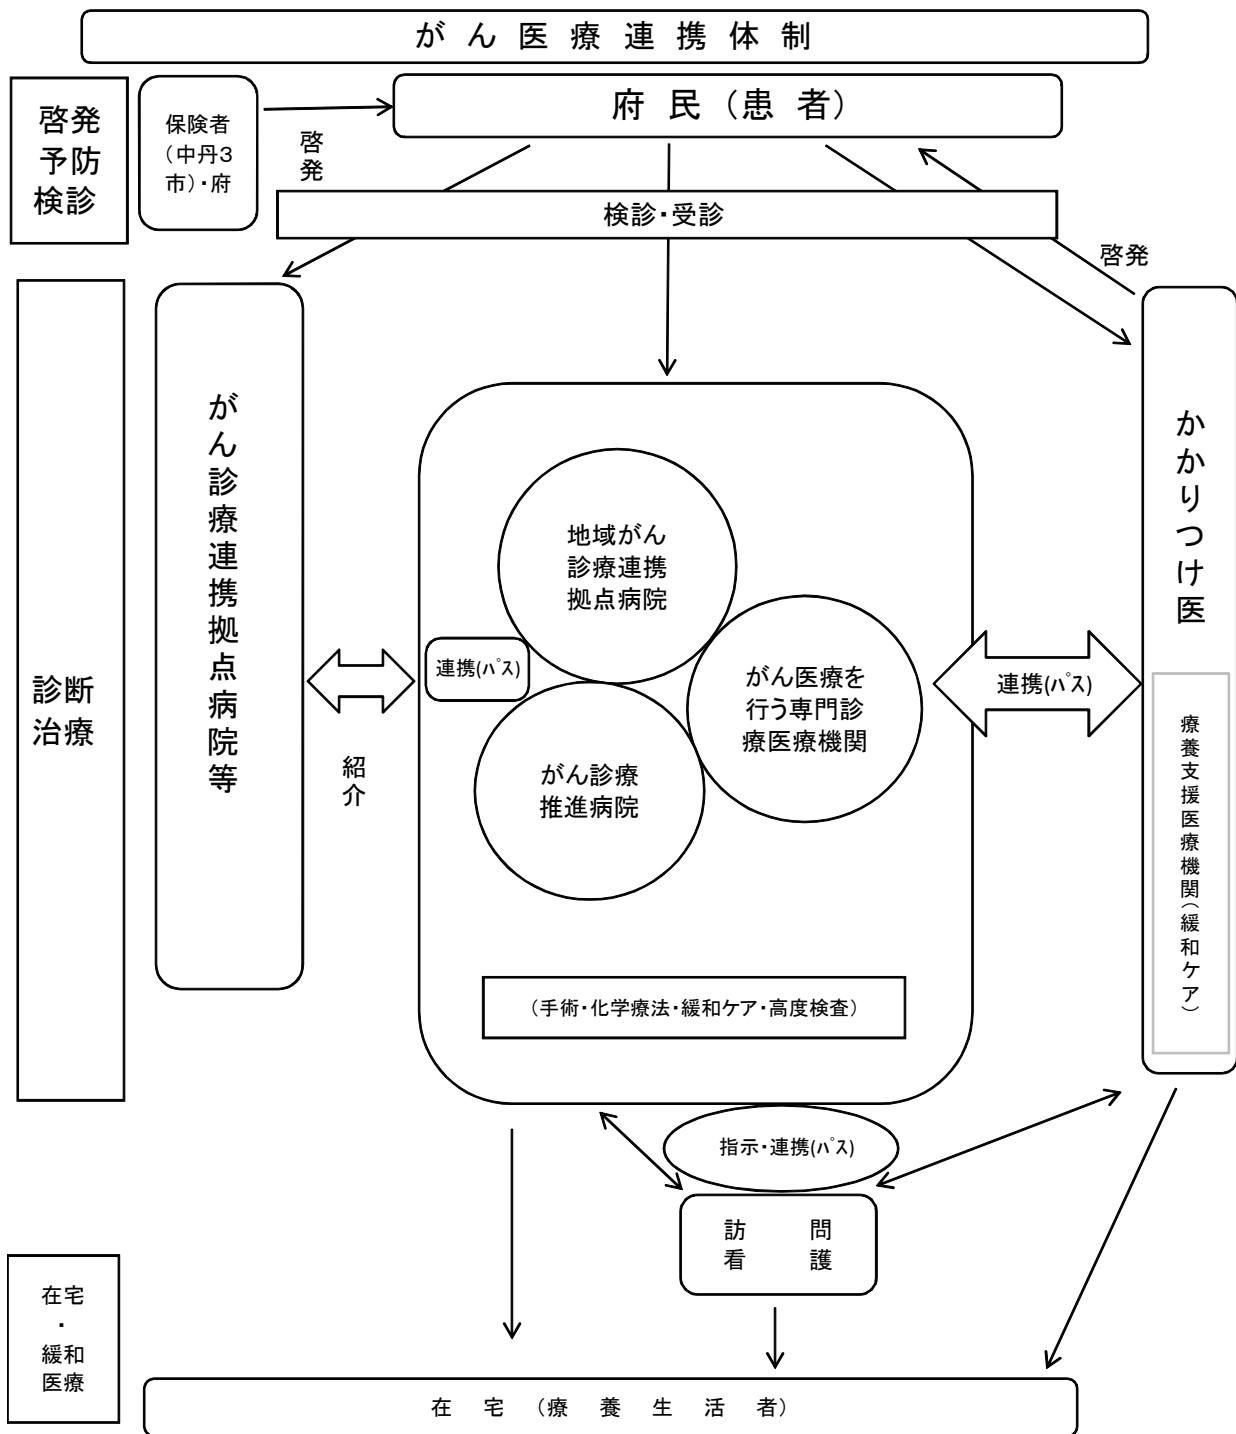 がん医療連携体制
啓発
予防
検診
保険者
(中丹3
市)・府
啓発
府民(患者)
検診・受診
啓発
診断
治療
がん診療連携拠点病院等
紹介
連携(パス)
地域がん
診療連携
拠点病院
がん医療を
行う専門診
療医療機関
がん診療
推進病院
(手術・化学療法・緩和ケア・高度検査)
連携(パス)
かかりつけ医
療養支援医療機関(緩和ケア)
指示・連携(パス)
訪問
看護
在宅
・
緩和
医療
在宅(療養生活者)